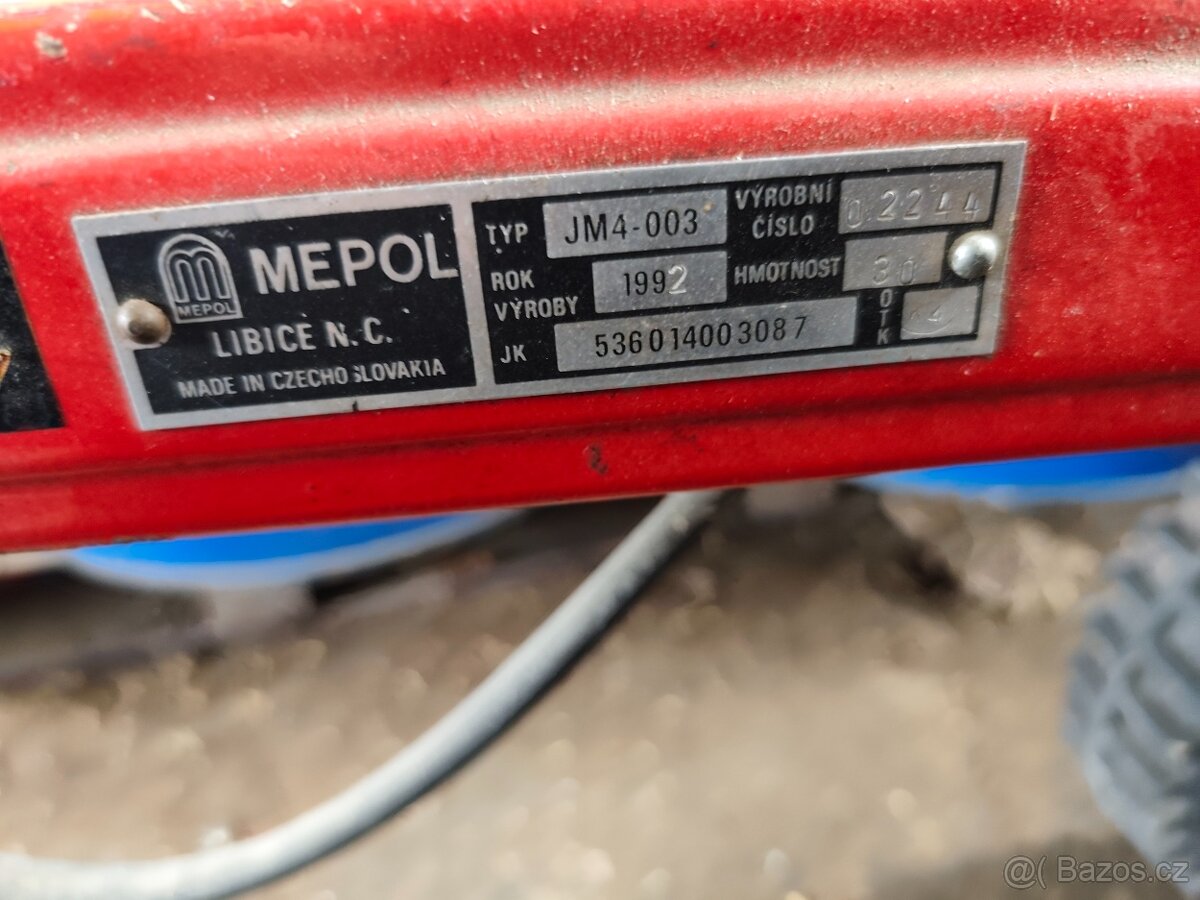 MEPOL
MEPOL
LIBICE N.C.
MADE IN CZECHOSLOVAKIA
TYP JM4-003
VÝROBNÍ ČÍSLO 02244
ROK VÝROBY 1992
HMOTNOST 30
JK 536014003087
OTK
Bazos.cz